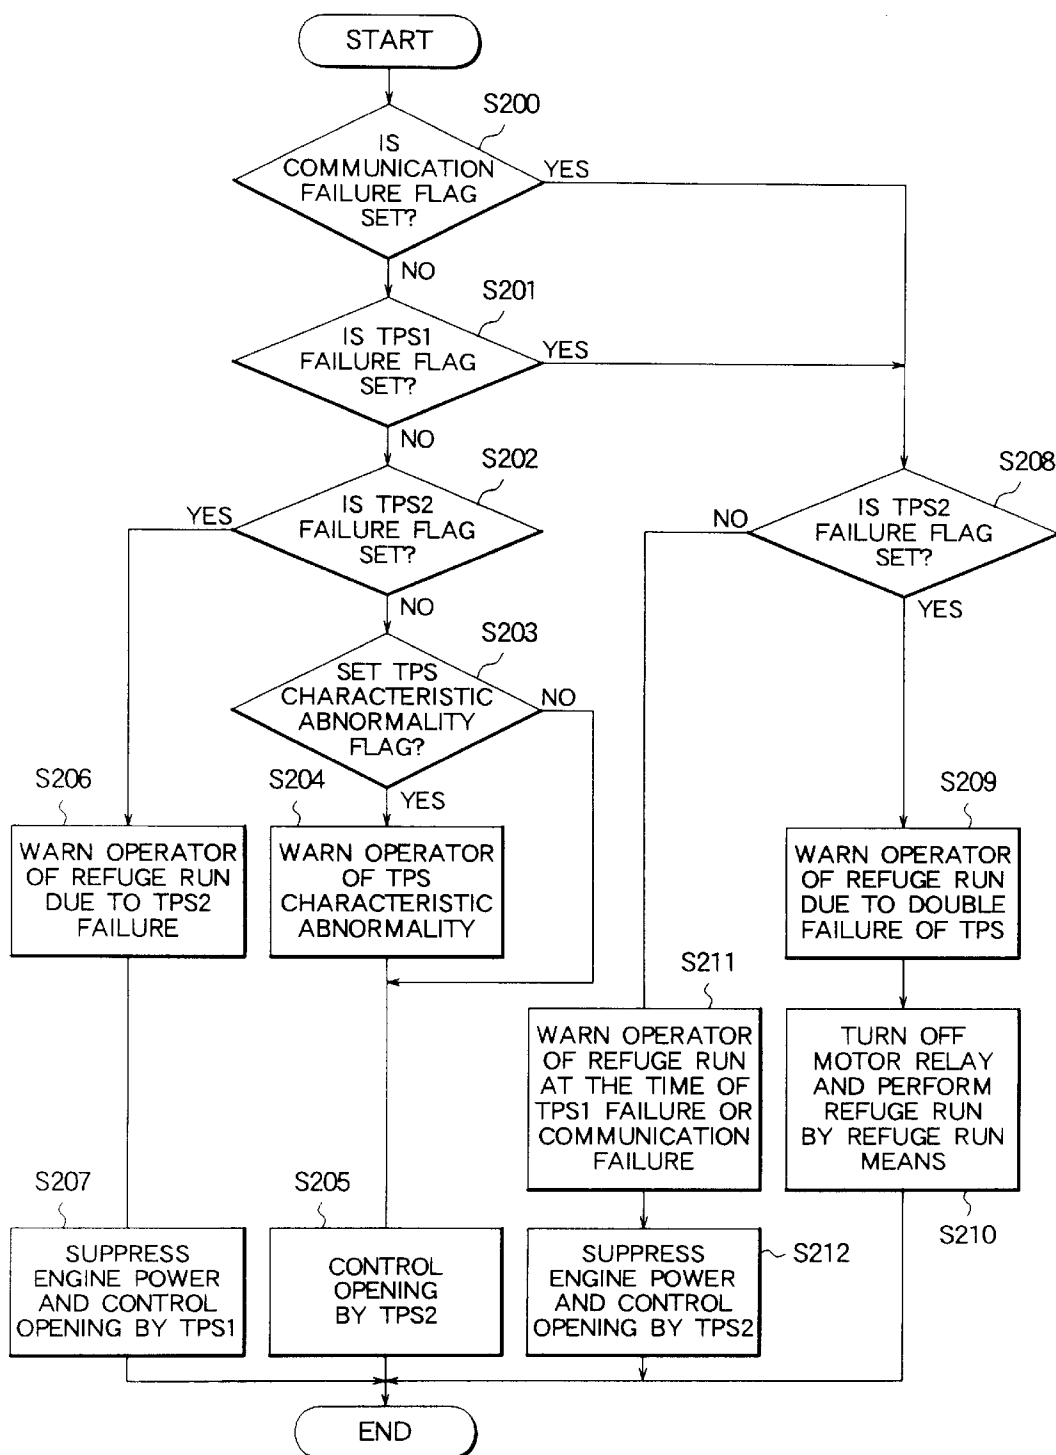 START
S200
IS
COMMUNICATION
FAILURE FLAG
SET?
YES
NO
S201
IS TPS1
FAILURE FLAG
SET?
YES
NO
S202
IS TPS2
FAILURE FLAG
SET?
YES
NO
S208
IS TPS2
FAILURE FLAG
SET?
NO
YES
S203
SET TPS
CHARACTERISTIC
ABNORMALITY
FLAG?
NO
YES
S206
WARN OPERATOR
OF REFUGE RUN
DUE TO TPS2
FAILURE
S204
WARN OPERATOR
OF TPS
CHARACTERISTIC
ABNORMALITY
S209
WARN OPERATOR
OF REFUGE RUN
DUE TO DOUBLE
FAILURE OF TPS
S211
WARN OPERATOR
OF REFUGE RUN
AT THE TIME OF
TPS1 FAILURE OR
COMMUNICATION
FAILURE
TURN OFF
MOTOR RELAY
AND PERFORM
REFUGE RUN
BY REFUGE RUN
MEANS
S210
S207
SUPPRESS
ENGINE POWER
AND CONTROL
OPENING BY TPS1
S205
CONTROL
OPENING
BY TPS2
SUPPRESS
ENGINE POWER
AND CONTROL
OPENING BY TPS2
S212
END